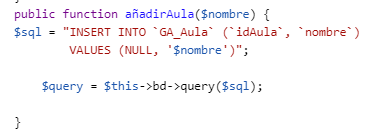 public function añadirAula($nombre) {
$sql = "INSERT INTO `GA_Aula` (`idAula`, `nombre`)
VALUES (NULL, '$nombre')";
$query = $this->bd->query($sql);
}